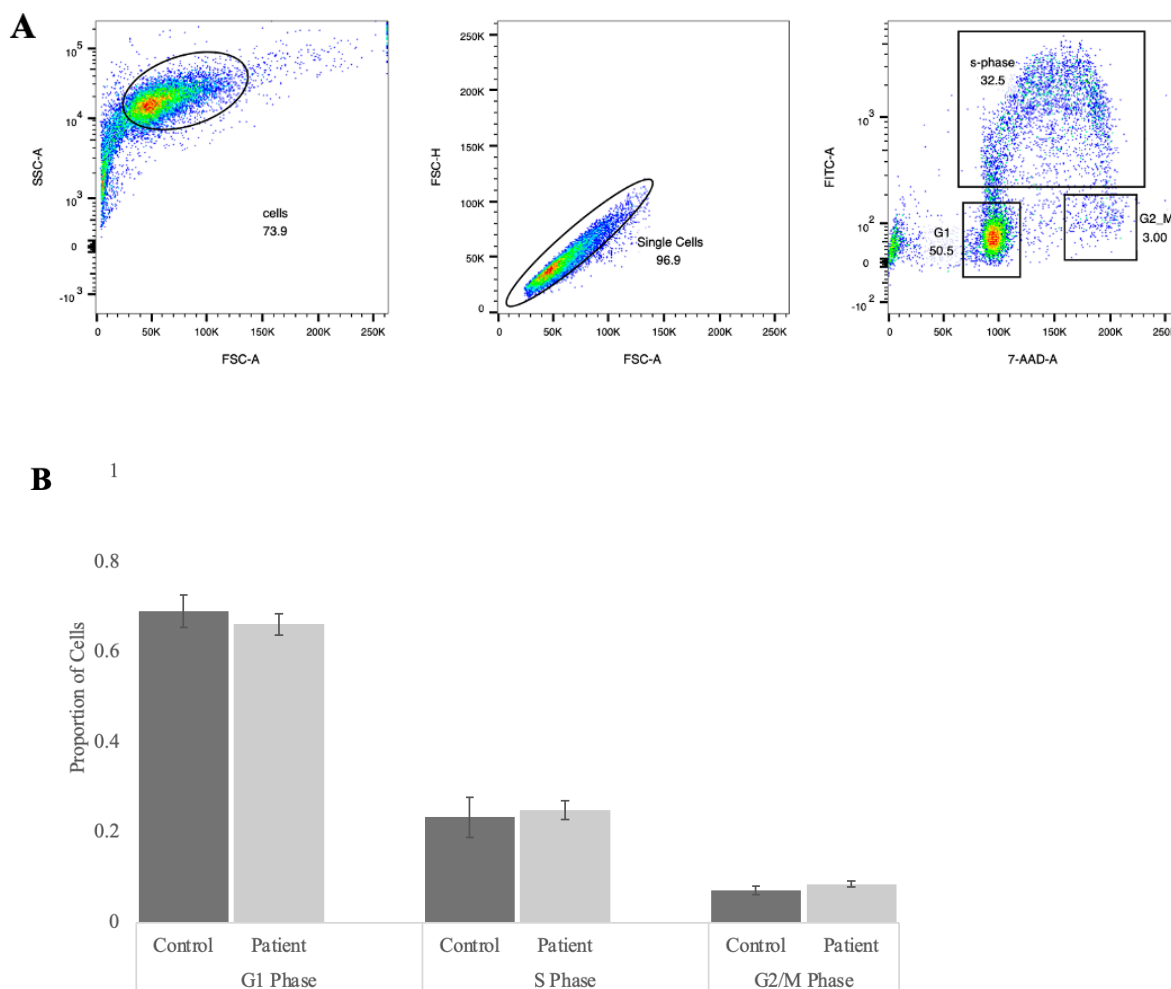 A
SSC-A
10^5
10^4
10^3
0
-10^3
cells
73.9
0 50K 100K 150K 200K 250K
FSC-A
FSC-H
250K
200K
150K
100K
50K
0
Single Cells
96.9
0 50K 100K 150K 200K 250K
FSC-A
FITC-A
10^3
10^2
0
-10^2
s-phase
32.5
G1
50.5
G2_M
3.00
0 50K 100K 150K 200K 250
7-AAD-A
B
Proportion of Cells
1
0.8
0.6
0.4
0.2
0
Control Patient Control Patient Control Patient
G1 Phase S Phase G2/M Phase